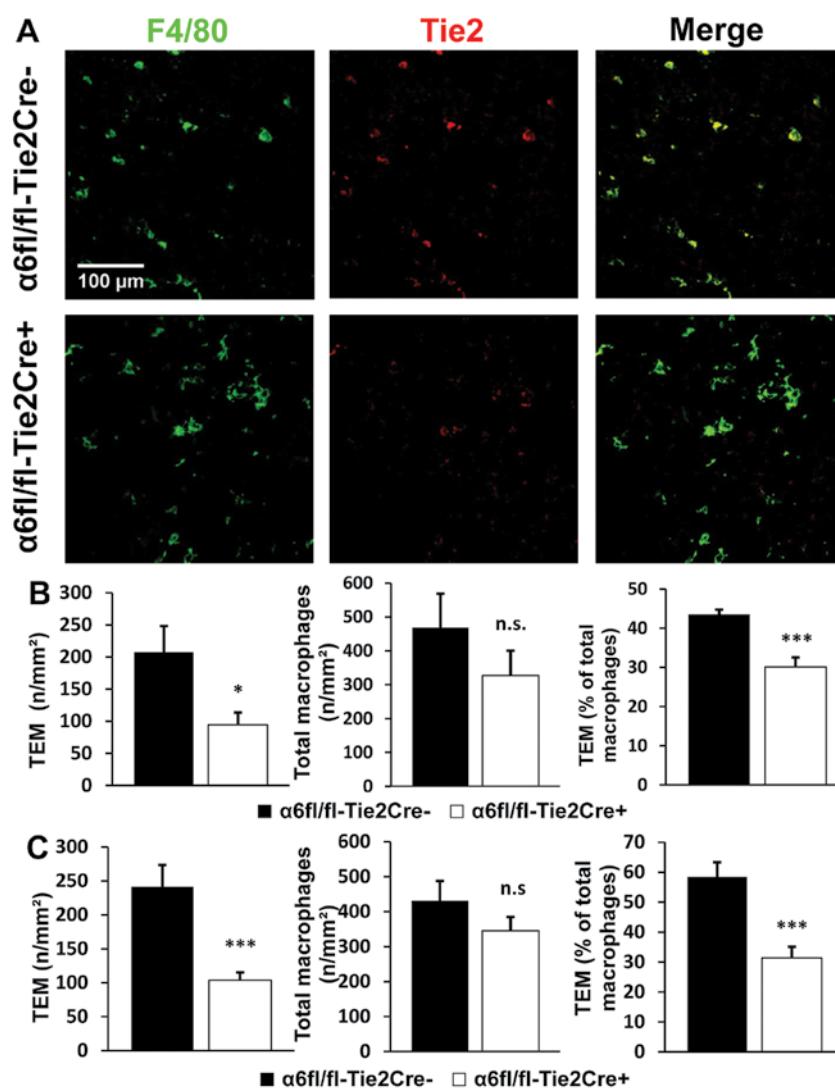 A
F4/80
Tie2
Merge
α6fl/fl-Tie2Cre-
100 µm
α6fl/fl-Tie2Cre+
B
TEM (n/mm²)
300
250
200
150
100
50
0
*
Total macrophages
(n/mm²)
600
500
400
300
200
100
0
n.s.
TEM (% of total
macrophages)
50
40
30
20
10
0
***
α6fl/fl-Tie2Cre- α6fl/fl-Tie2Cre+
C
TEM (n/mm²)
300
250
200
150
100
50
0
***
Total macrophages
(n/mm²)
600
500
400
300
200
100
0
n.s
TEM (% of total
macrophages)
70
60
50
40
30
20
10
0
***
α6fl/fl-Tie2Cre- α6fl/fl-Tie2Cre+